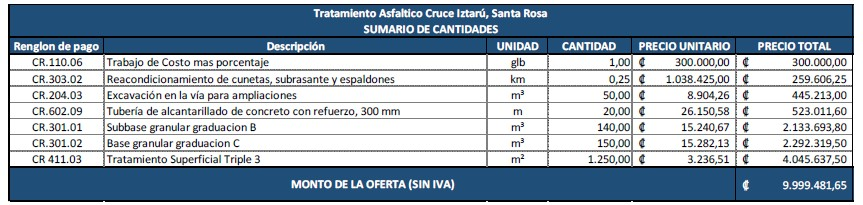 Tratamiento Asfaltico Cruce Iztarú, Santa Rosa
SUMARIO DE CANTIDADES
Renglon de pago Descripción UNIDAD CANTIDAD PRECIO UNITARIO PRECIO TOTAL
CR.110.06 Trabajo de Costo mas porcentaje glb 1,00 ₡ 300.000,00 ₡ 300.000,00
CR.303.02 Reacondicionamiento de cunetas, subrasante y espaldones km 0,25 ₡ 1.038.425,00 ₡ 259.606,25
CR.204.03 Excavación en la vía para ampliaciones m³ 50,00 ₡ 8.904,26 ₡ 445.213,00
CR.602.09 Tubería de alcantarillado de concreto con refuerzo, 300 mm m 20,00 ₡ 26.150,58 ₡ 523.011,60
CR.301.01 Subbase granular graduacion B m³ 140,00 ₡ 15.240,67 ₡ 2.133.693,80
CR.301.02 Base granular graduacion C m³ 150,00 ₡ 15.282,13 ₡ 2.292.319,50
CR 411.03 Tratamiento Superficial Triple 3 m² 1.250,00 ₡ 3.236,51 ₡ 4.045.637,50
MONTO DE LA OFERTA (SIN IVA) ₡ 9.999.481,65